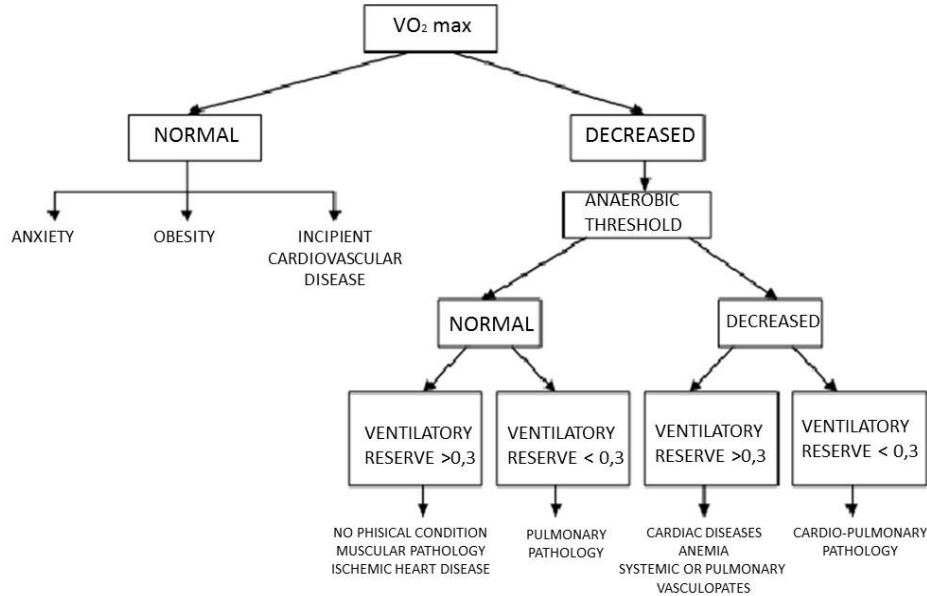 VO₂ max
NORMAL
DECREASED
ANXIETY
OBESITY
INCIPIENT
CARDIOVASCULAR
DISEASE
ANAEROBIC
THRESHOLD
NORMAL
DECREASED
VENTILATORY
RESERVE >0,3
VENTILATORY
RESERVE < 0,3
VENTILATORY
RESERVE >0,3
VENTILATORY
RESERVE < 0,3
NO PHISICAL CONDITION
MUSCULAR PATHOLOGY
ISCHEMIC HEART DISEASE
PULMONARY
PATHOLOGY
CARDIAC DISEASES
ANEMIA
SYSTEMIC OR PULMONARY
VASCULOPATES
CARDIO-PULMONARY
PATHOLOGY